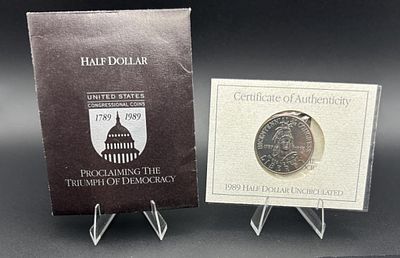 HALF DOLLAR
UNITED STATES
CONGRESSIONAL COINS
1789 1989
PROCLAIMING THE
TRIUMPH OF DEMOCRACY
Certificate of Authenticity
1989 HALF DOLLAR UNCIRCULATED